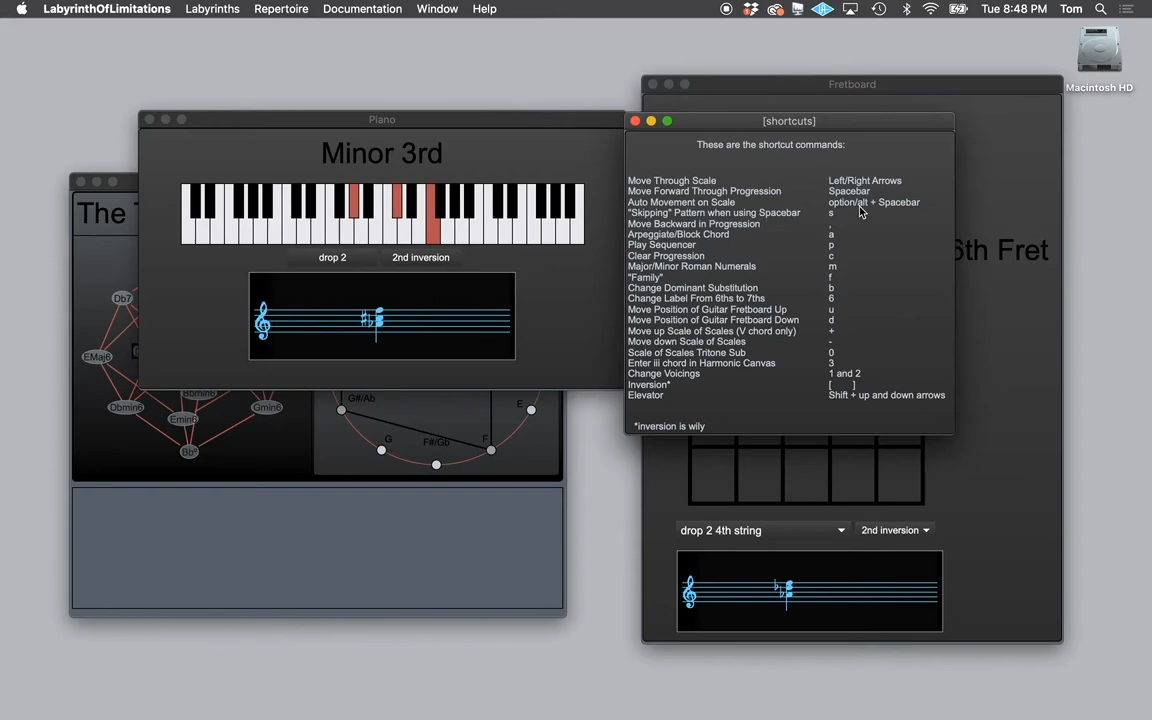 LabyrinthOfLimitations Labyrinths Repertoire Documentation Window Help Tue 8:48 PM Tom
Macintosh HD
Fretboard
Piano
[shortcuts]
Minor 3rd
These are the shortcut commands:
Move Through Scale Left/Right Arrows
Move Forward Through Progression Spacebar
Auto Movement on Scale option/alt + Spacebar
"Skipping" Pattern when using Spacebar s
Move Backward in Progression ,
Arpeggiate/Block Chord a
Play Sequencer p
Clear Progression c
Major/Minor Roman Numerals m
"Family" f
Change Dominant Substitution b
Change Label From 6ths to 7ths 6
Move Position of Guitar Fretboard Up u
Move Position of Guitar Fretboard Down d
Move up Scale of Scales (V chord only) +
Move down Scale of Scales -
Scale of Scales Tritone Sub 0
Enter iii chord in Harmonic Canvas 3
Change Voicings 1 and 2
Inversion* [ ]
Elevator Shift + up and down arrows
*inversion is wily
The
6th Fret
drop 2 2nd inversion
Db7
EMaj6
Bbmin6
Dbmin6
Gmin6
Emin6
Bb°
G#/Ab
E
G
F#/Gb
F
drop 2 4th string 2nd inversion